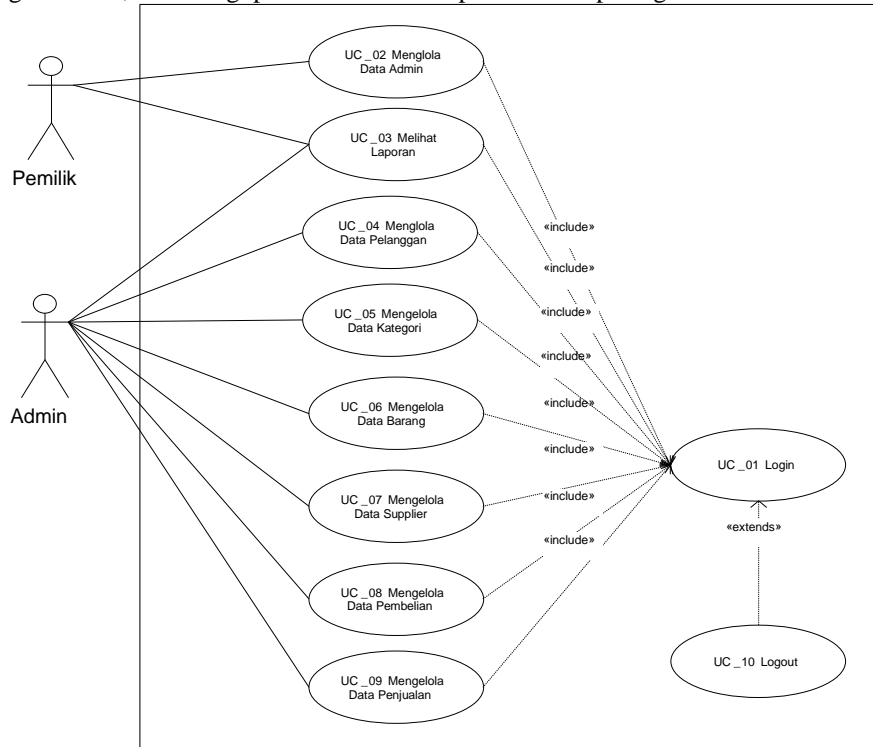 UC _02 Menglola
Data Admin
UC _03 Melihat
Laporan
Pemilik
UC _04 Menglola
Data Pelanggan
«include»
«include»
UC _05 Mengelola
Data Kategori
«include»
«include»
Admin
UC _06 Mengelola
Data Barang
«include»
«include»
UC _01 Login
UC _07 Mengelola
Data Supplier
«include»
«include»
«extends»
UC _08 Mengelola
Data Pembelian
UC _10 Logout
UC _09 Mengelola
Data Penjualan